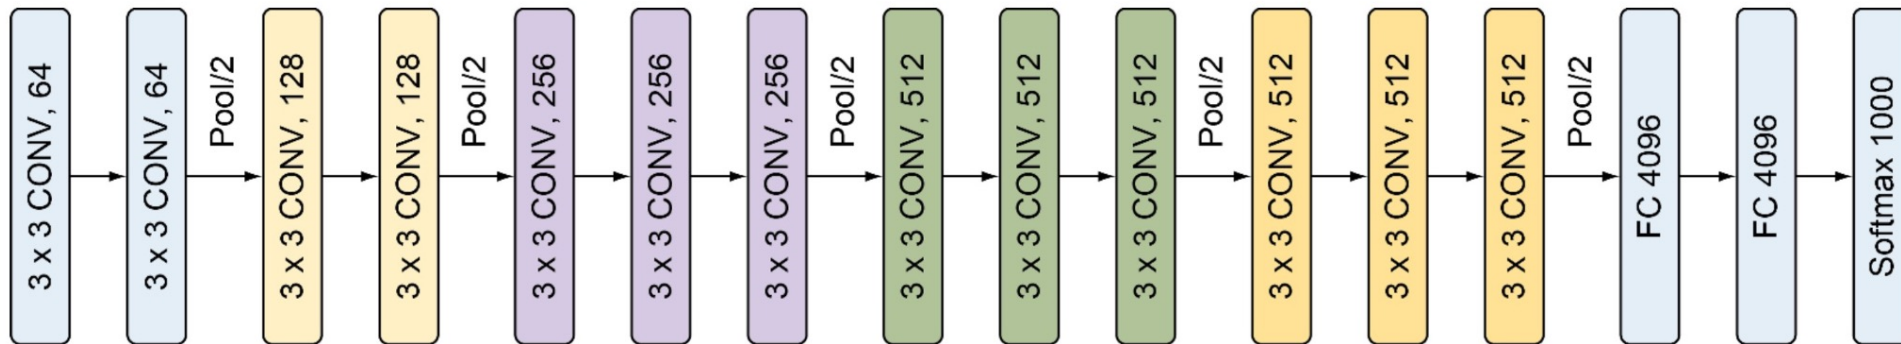 3 x 3 CONV, 64
3 x 3 CONV, 64
Pool/2
3 x 3 CONV, 128
3 x 3 CONV, 128
Pool/2
3 x 3 CONV, 256
3 x 3 CONV, 256
3 x 3 CONV, 256
Pool/2
3 x 3 CONV, 512
3 x 3 CONV, 512
3 x 3 CONV, 512
Pool/2
3 x 3 CONV, 512
3 x 3 CONV, 512
3 x 3 CONV, 512
Pool/2
FC 4096
FC 4096
Softmax 1000